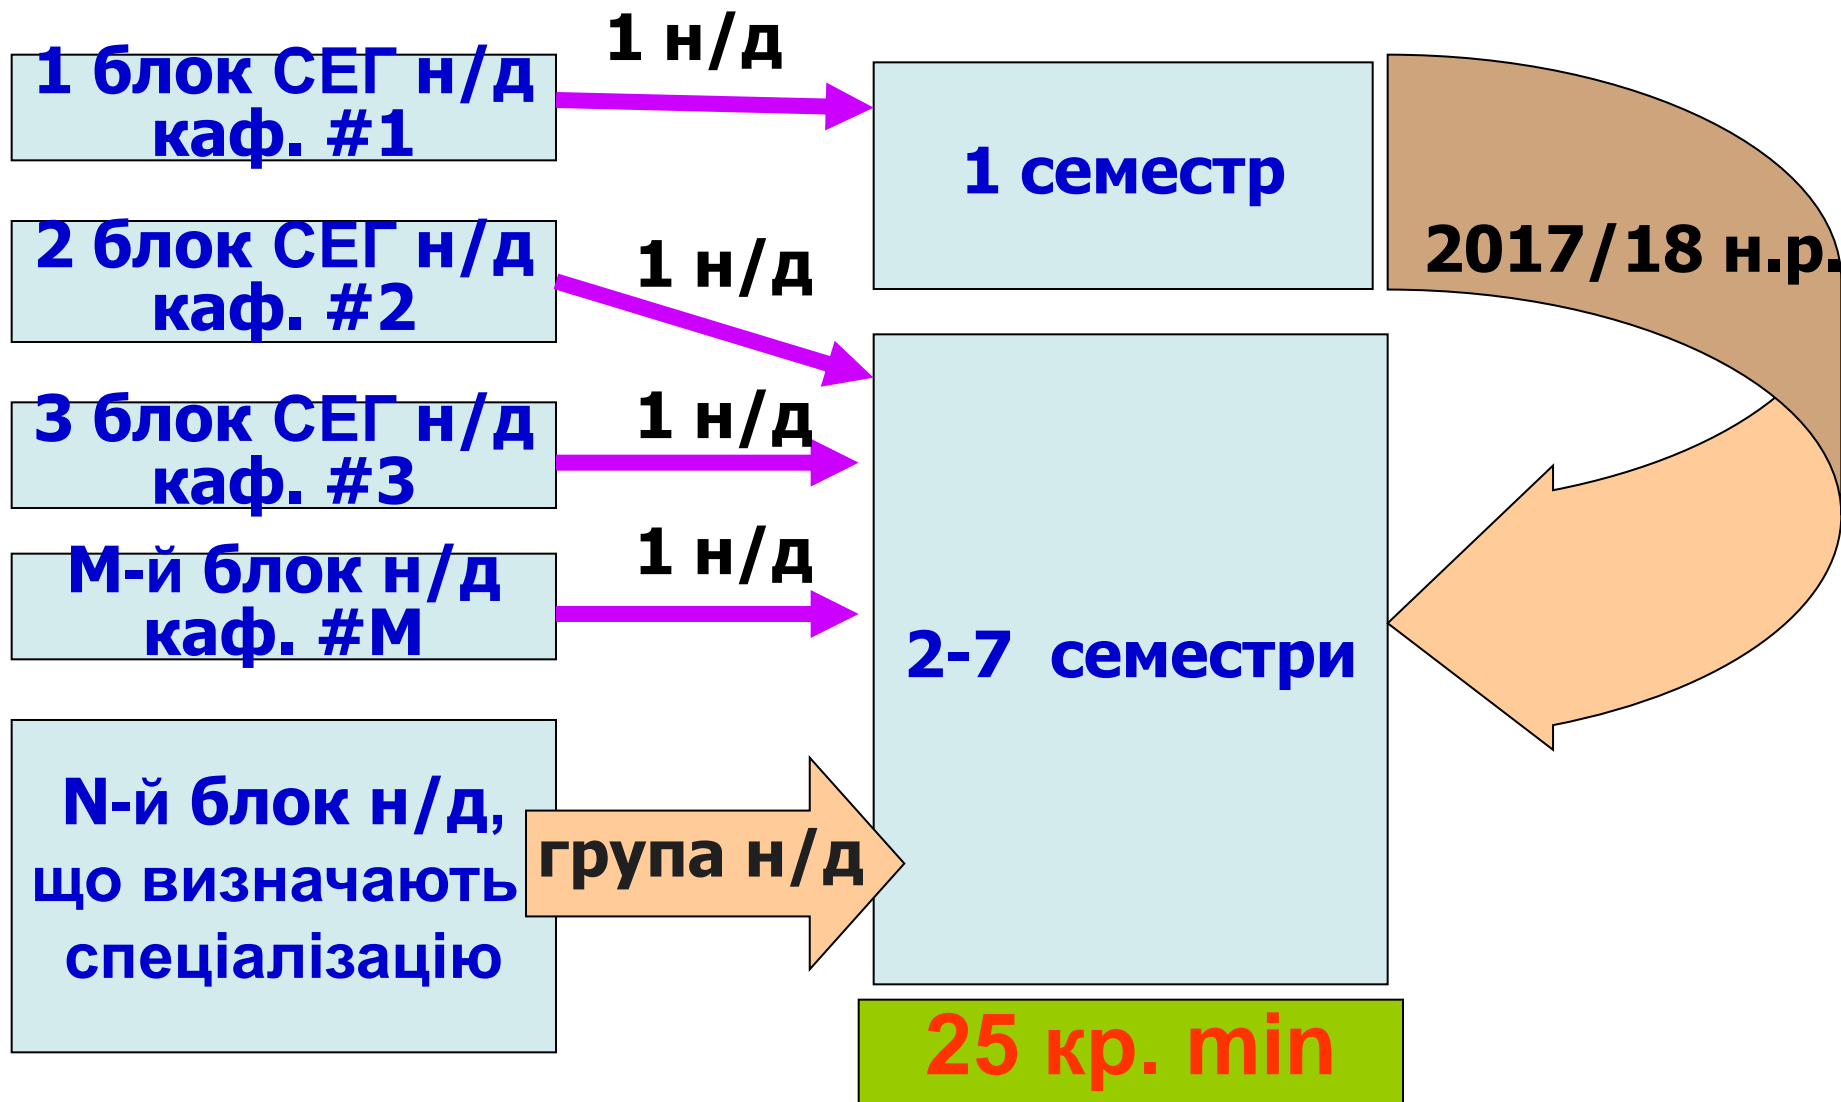 1 блок СЕГ н/д
каф. #1
1 н/д
1 семестр
2017/18 н.р.
2 блок СЕГ н/д
каф. #2
1 н/д
3 блок СЕГ н/д
каф. #3
1 н/д
М-й блок н/д
каф. #М
1 н/д
2-7 семестри
N-й блок н/д,
що визначають
спеціалізацію
група н/д
25 кр. min